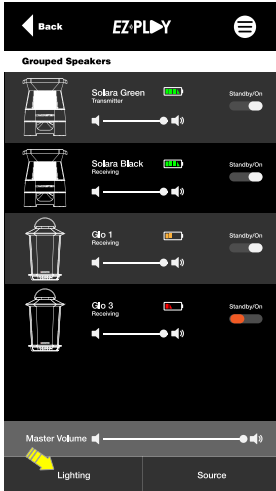 Back
EZ-PLAY
Grouped Speakers
Solara Green
Transmitter
Standby/On
Solara Black
Receiving
Standby/On
Glo 1
Receiving
Standby/On
Glo 3
Receiving
Standby/On
Master Volume
Lighting
Source